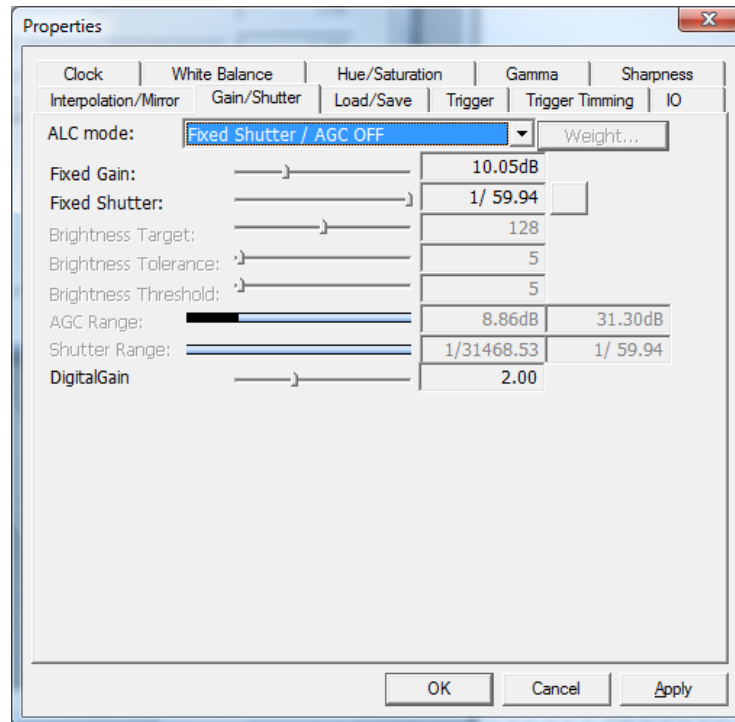 Properties
Clock White Balance Hue/Saturation Gamma Sharpness
Interpolation/Mirror Gain/Shutter Load/Save Trigger Trigger Timming IO
ALC mode: Fixed Shutter / AGC OFF Weight...
Fixed Gain: 10.05dB
Fixed Shutter: 1/ 59.94
Brightness Target: 128
Brightness Tolerance: 5
Brightness Threshold: 5
AGC Range: 8.86dB 31.30dB
Shutter Range: 1/31468.53 1/ 59.94
DigitalGain 2.00
OK Cancel Apply